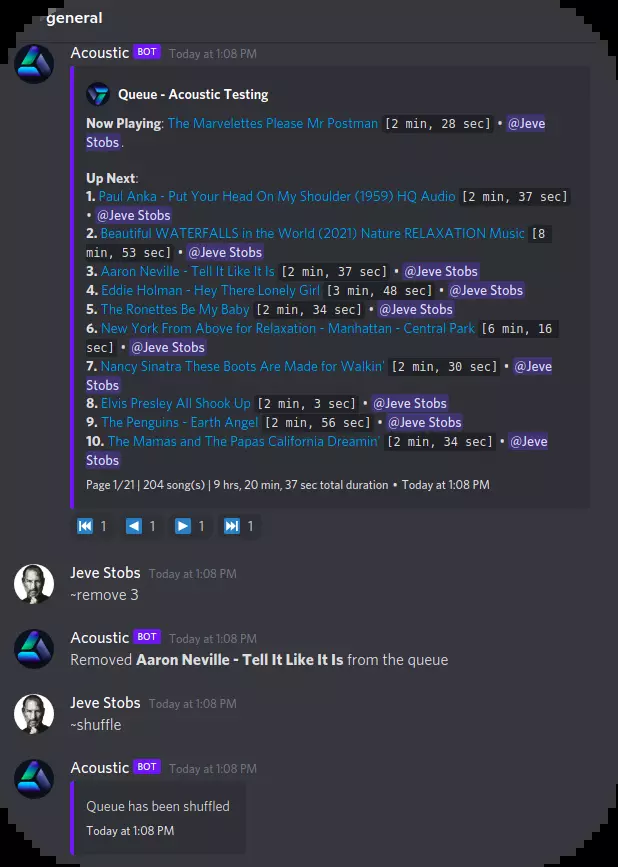 general
Acoustic BOT Today at 1:08 PM
Queue - Acoustic Testing
Now Playing: The Marvelettes Please Mr Postman [2 min, 28 sec] • @Jeve
Stobs.
Up Next:
1. Paul Anka - Put Your Head On My Shoulder (1959) HQ Audio [2 min, 37 sec]
• @Jeve Stobs
2. Beautiful WATERFALLS in the World (2021) Nature RELAXATION Music [8
min, 53 sec] • @Jeve Stobs
3. Aaron Neville - Tell It Like It Is [2 min, 37 sec] • @Jeve Stobs
4. Eddie Holman - Hey There Lonely Girl [3 min, 48 sec] • @Jeve Stobs
5. The Ronettes Be My Baby [2 min, 34 sec] • @Jeve Stobs
6. New York From Above for Relaxation - Manhattan - Central Park [6 min, 16
sec] • @Jeve Stobs
7. Nancy Sinatra These Boots Are Made for Walkin' [2 min, 30 sec] • @Jeve
Stobs
8. Elvis Presley All Shook Up [2 min, 3 sec] • @Jeve Stobs
9. The Penguins - Earth Angel [2 min, 56 sec] • @Jeve Stobs
10. The Mamas and The Papas California Dreamin' [2 min, 34 sec] • @Jeve
Stobs
Page 1/21 | 204 song(s) | 9 hrs, 20 min, 37 sec total duration • Today at 1:08 PM
1 1 1 1
Jeve Stobs Today at 1:08 PM
~remove 3
Acoustic BOT Today at 1:08 PM
Removed Aaron Neville - Tell It Like It Is from the queue
Jeve Stobs Today at 1:08 PM
~shuffle
Acoustic BOT Today at 1:08 PM
Queue has been shuffled
Today at 1:08 PM